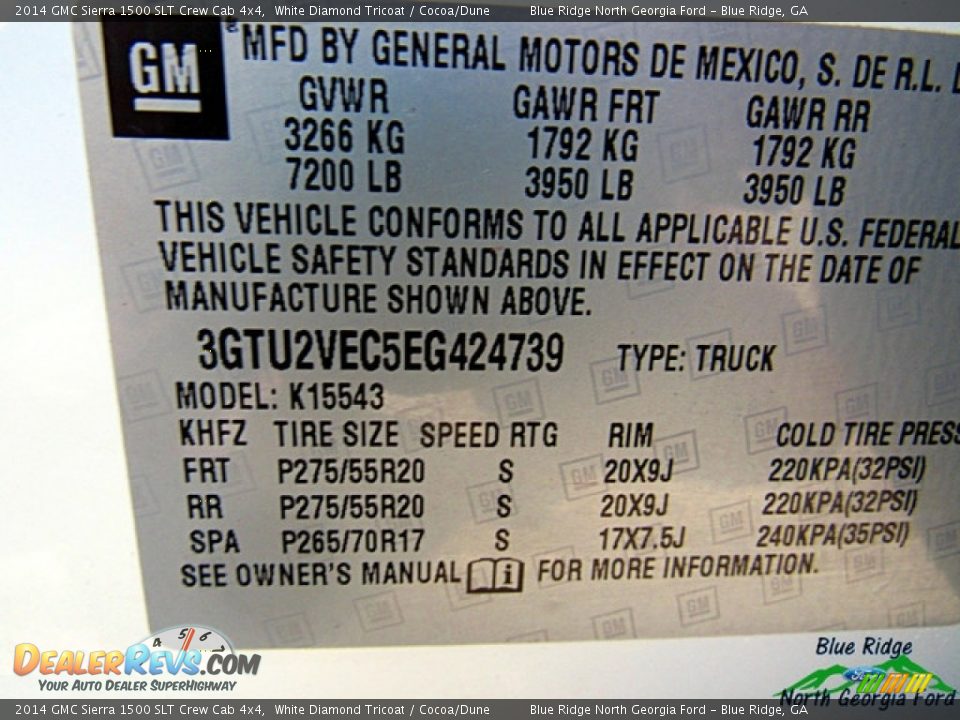 2014 GMC Sierra 1500 SLT Crew Cab 4x4, White Diamond Tricoat / Cocoa/Dune Blue Ridge North Georgia Ford - Blue Ridge, GA
GM
MFD BY GENERAL MOTORS DE MEXICO, S. DE R.L.
GVWR GAWR FRT GAWR RR
3266 KG 1792 KG 1792 KG
7200 LB 3950 LB 3950 LB
THIS VEHICLE CONFORMS TO ALL APPLICABLE U.S. FEDERAL
VEHICLE SAFETY STANDARDS IN EFFECT ON THE DATE OF
MANUFACTURE SHOWN ABOVE.
3GTU2VEC5EG424739 TYPE: TRUCK
MODEL: K15543
KHFZ TIRE SIZE SPEED RTG RIM COLD TIRE PRESS
FRT P275/55R20 S 20X9J 220KPA(32PSI)
RR P275/55R20 S 20X9J 220KPA(32PSI)
SPA P265/70R17 S 17X7.5J 240KPA(35PSI)
SEE OWNER'S MANUAL i FOR MORE INFORMATION.
4 5 6
DEALERREVS.COM
YOUR AUTO DEALER SUPERHIGHWAY
Blue Ridge
Ford
North Georgia Ford
2014 GMC Sierra 1500 SLT Crew Cab 4x4, White Diamond Tricoat / Cocoa/Dune Blue Ridge North Georgia Ford - Blue Ridge, GA